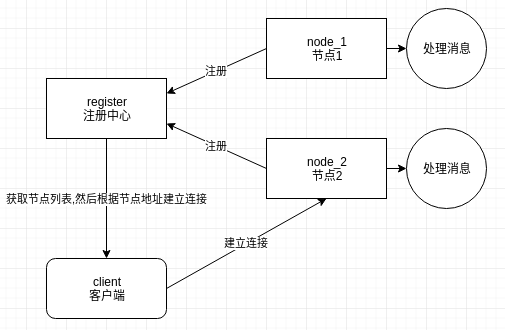 node_1
节点1
处理消息
注册
register
注册中心
注册
node_2
节点2
处理消息
获取节点列表,然后根据节点地址建立连接
建立连接
client
客户端